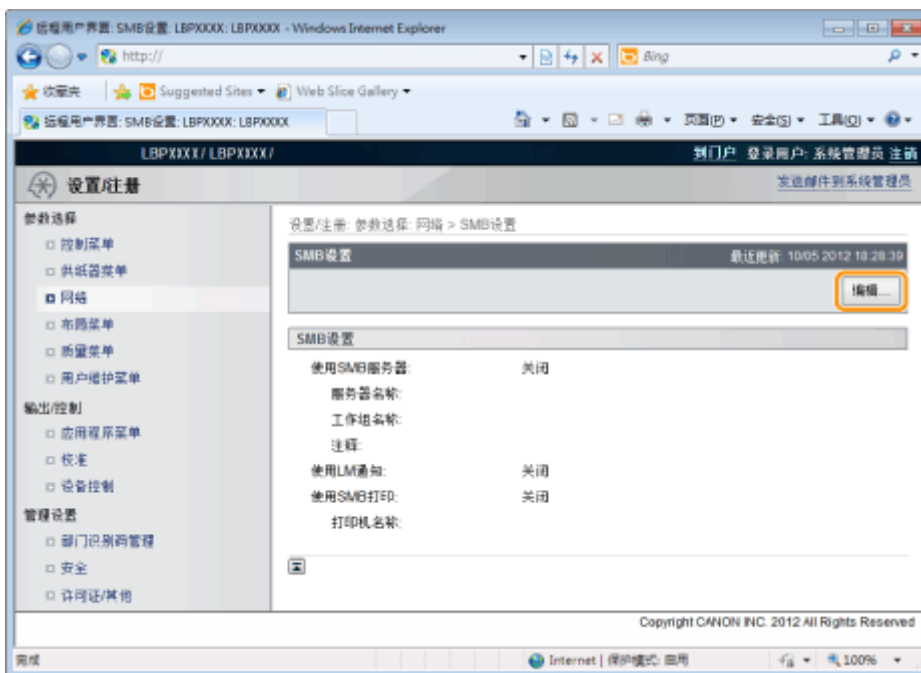 远程用户界面: SMB设置: LBPXXXX: LBPXXXX - Windows Internet Explorer
http://
Bing
收藏夹 Suggested Sites Web Slice Gallery
远程用户界面: SMB设置: LBPXXXX: LBPXXXX 页面(P) 安全(S) 工具(O)
LBPXXXX / LBPXXXX / 到门户 登录用户: 系统管理员 注销
设置/注册 发送邮件到系统管理员
参数选择
控制菜单
供纸器菜单
网络
布局菜单
质量菜单
用户维护菜单
输出/控制
应用程序菜单
校准
设备控制
管理设置
部门识别码管理
安全
许可证/其他
设置/注册: 参数选择: 网络 > SMB设置
SMB设置 最近更新: 10/05 2012 18:28:39
编辑...
SMB设置
使用SMB服务器: 关闭
服务器名称:
工作组名称:
注释:
使用LM通知: 关闭
使用SMB打印: 关闭
打印机名称:
Copyright CANON INC. 2012 All Rights Reserved
完成 Internet | 保护模式: 启用 100%